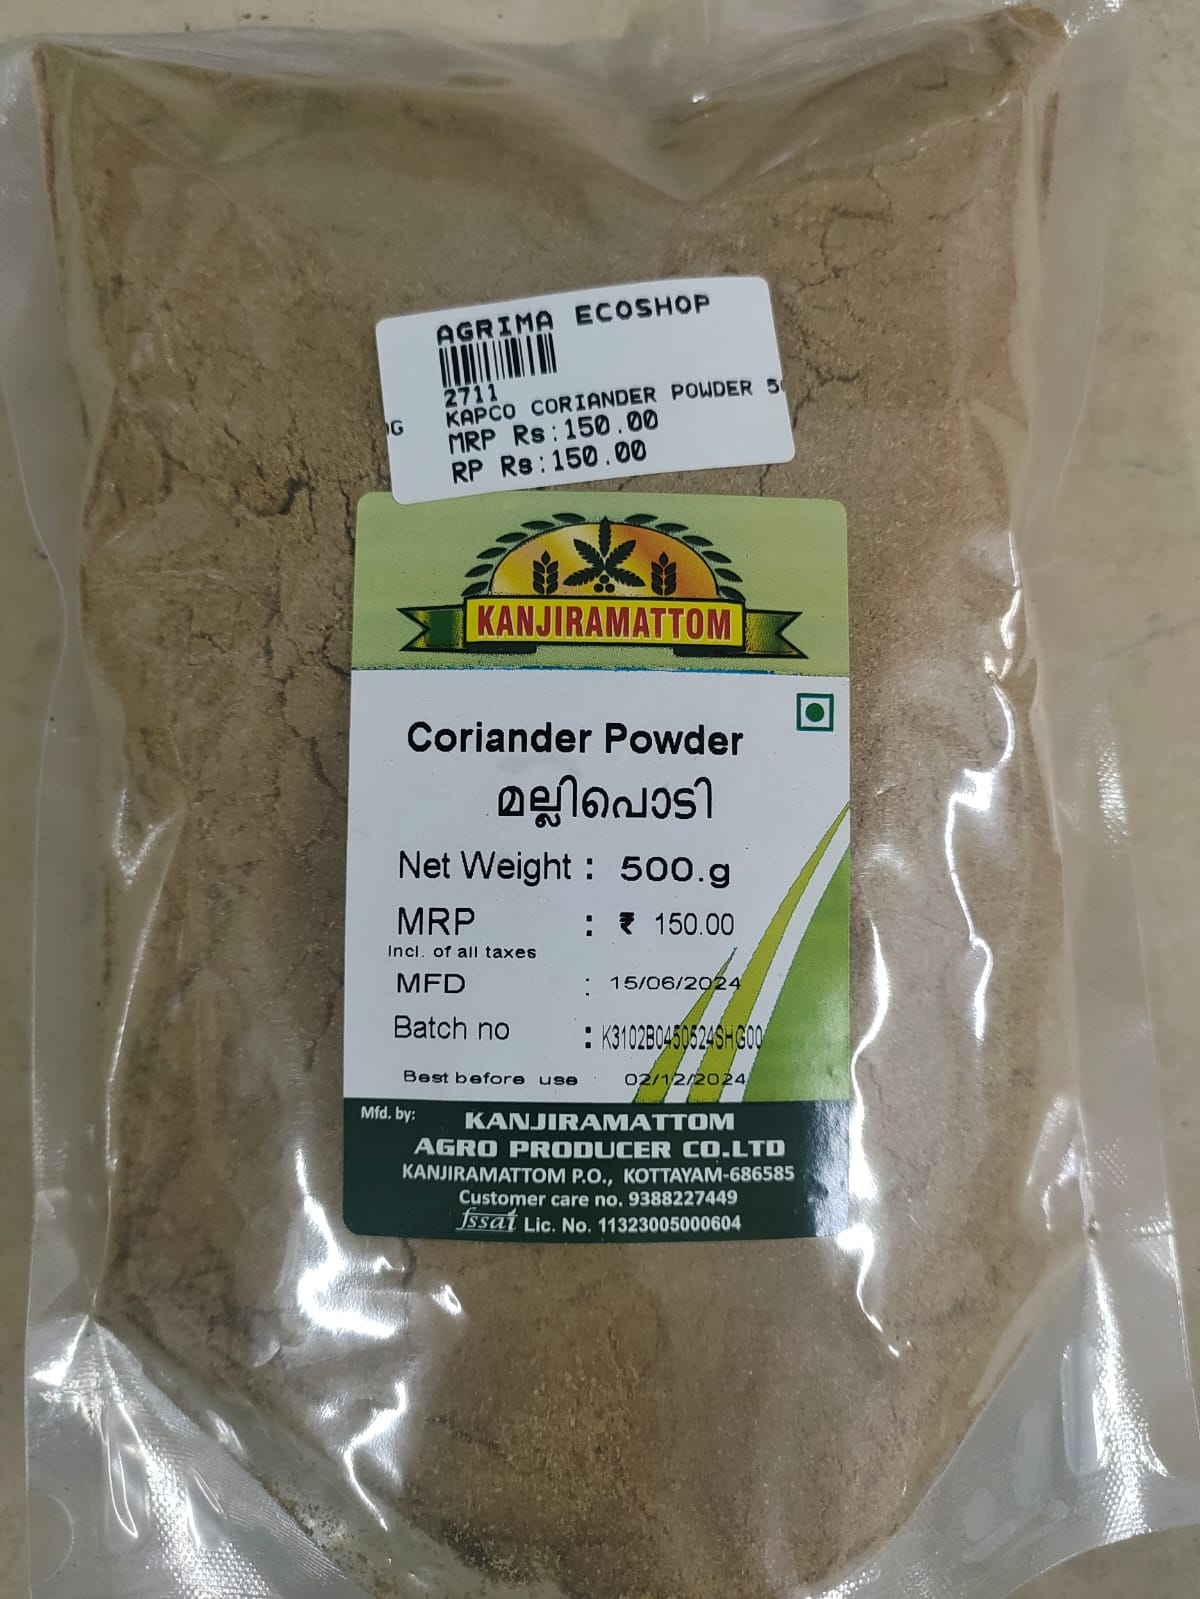 AGRIMA ECOSHOP
2711
KAPCO CORIANDER POWDER
MRP Rs:150.00
RP Rs:150.00
KANJIRAMATTOM
Coriander Powder
മല്ലിപൊടി
Net Weight : 500.g
MRP : ₹ 150.00
Incl. of all taxes
MFD : 15/06/2024
Batch no : K3102B0450524SHG00
Best before use : 02/12/2024
Mfd. by: KANJIRAMATTOM
AGRO PRODUCER CO.LTD
KANJIRAMATTOM P.O., KOTTAYAM-686585
Customer care no. 9388227449
fssai Lic. No. 11323005000604